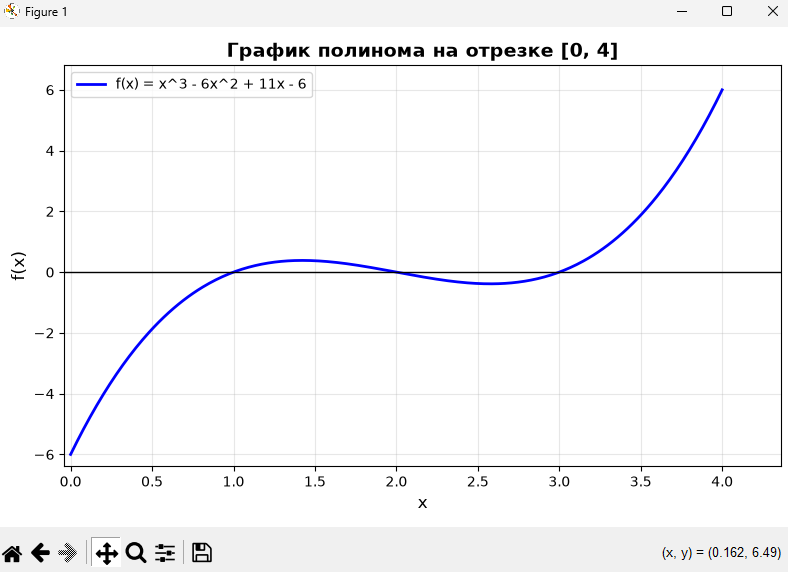 Figure 1
График полинома на отрезке [0, 4]
f(x) = x^3 - 6x^2 + 11x - 6
6
4
2
0
−2
−4
−6
f(x)
0.0 0.5 1.0 1.5 2.0 2.5 3.0 3.5 4.0
x
(x, y) = (0.162, 6.49)